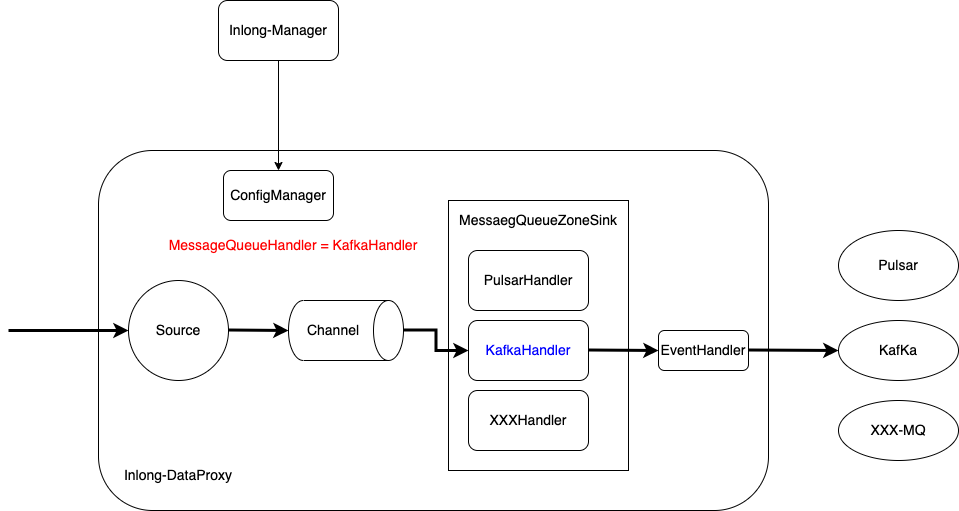 Inlong-Manager
ConfigManager
MessageQueueHandler = KafkaHandler
MessaegQueueZoneSink
PulsarHandler
Source
Channel
KafkaHandler
EventHandler
XXXHandler
Pulsar
KafKa
XXX-MQ
Inlong-DataProxy